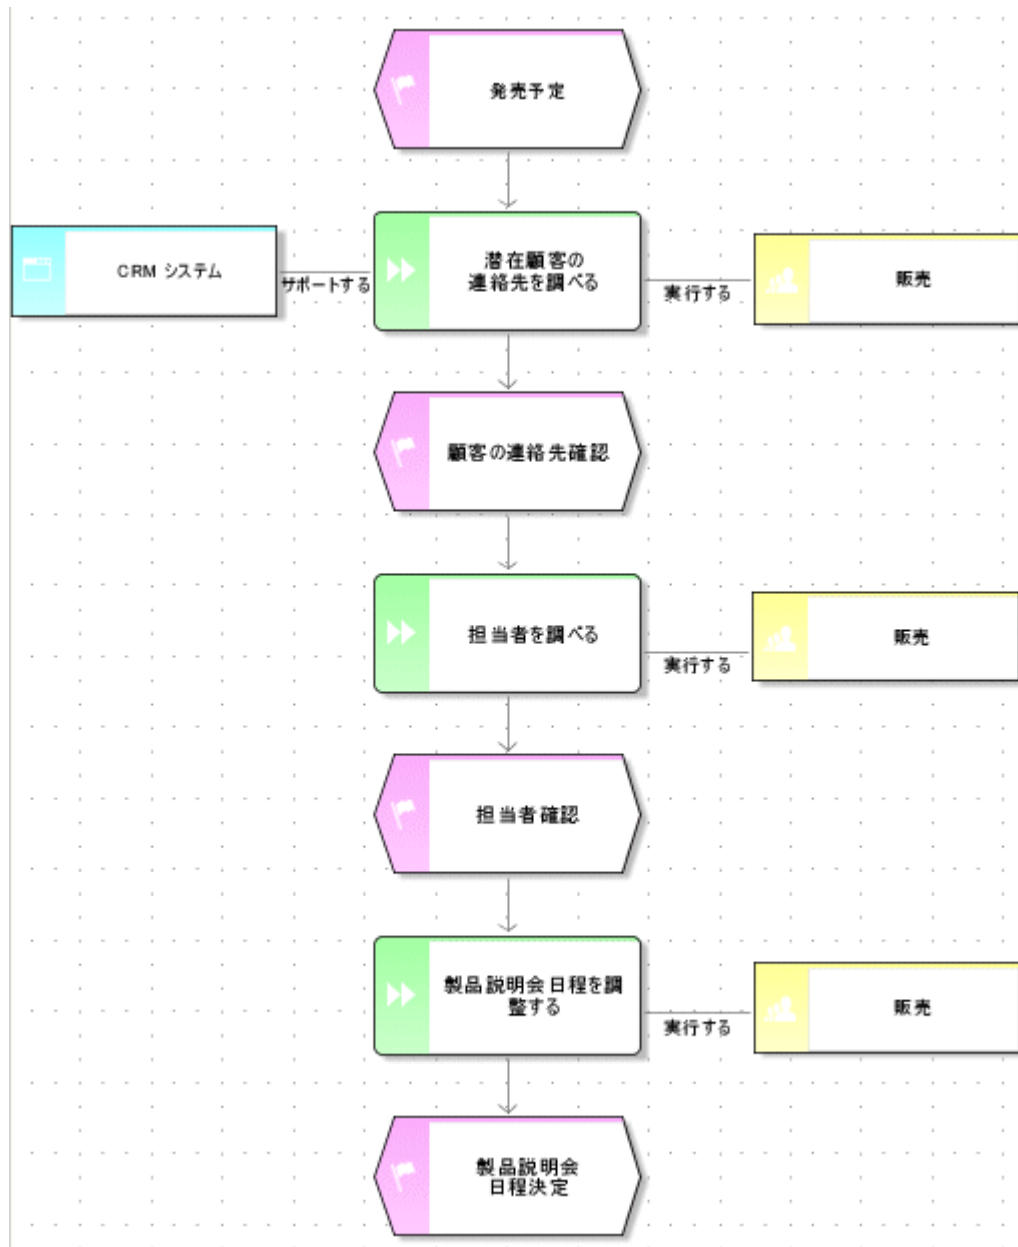 発売予定
CRM システム
サポートする
潜在顧客の
連絡先を調べる
実行する
販売
顧客の連絡先確認
担当者を調べる
実行する
販売
担当者確認
製品説明会日程を調
整する
実行する
販売
製品説明会
日程決定